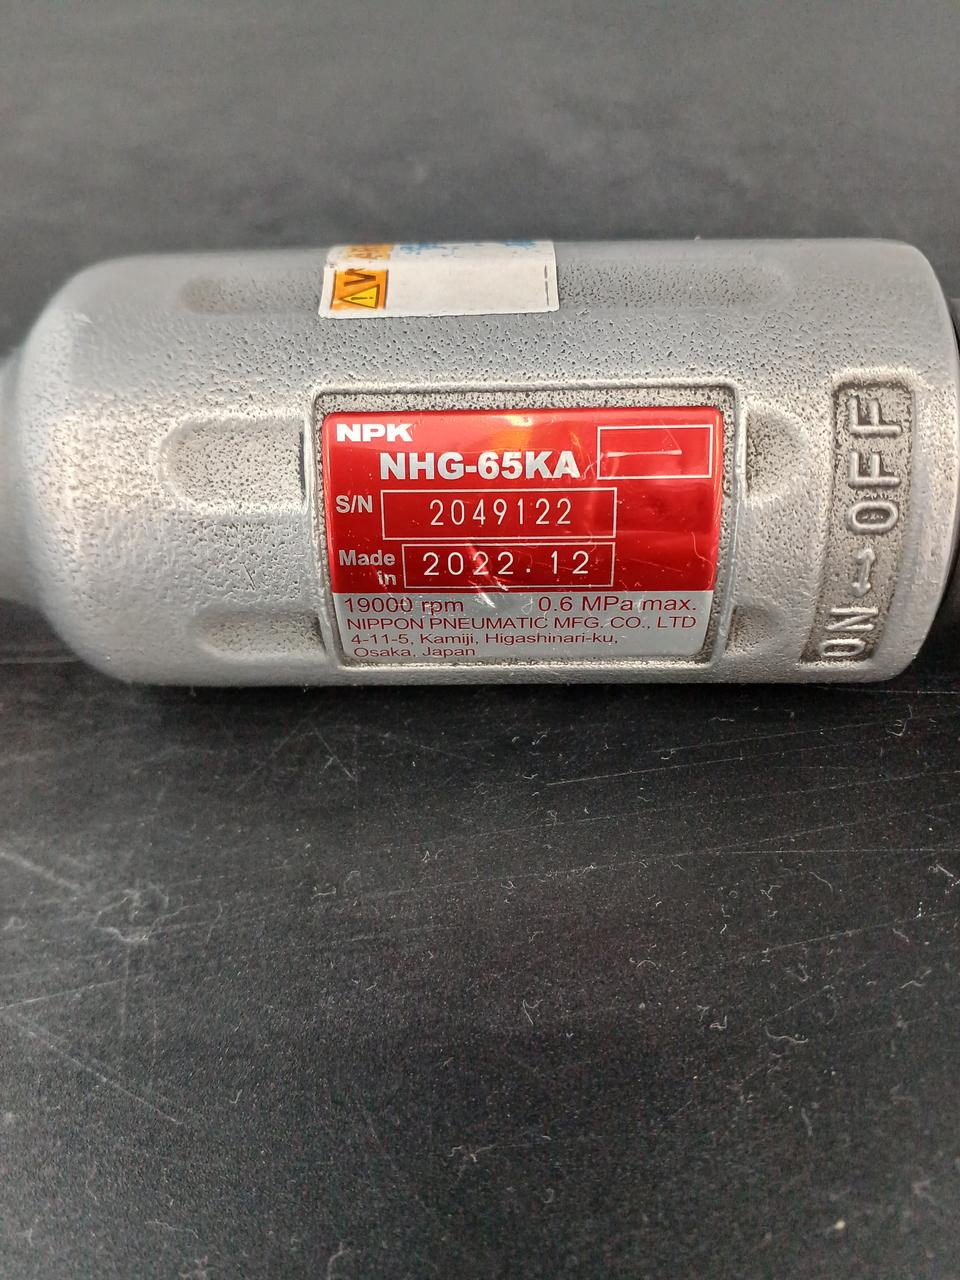 NPK
NHG-65KA
S/N 2049122
Made in 2022.12
19000 rpm 0.6 MPa max.
NIPPON PNEUMATIC MFG. CO., LTD
4-11-5, Kamiji, Higashinari-ku,
Osaka, Japan
ON ↔ OFF